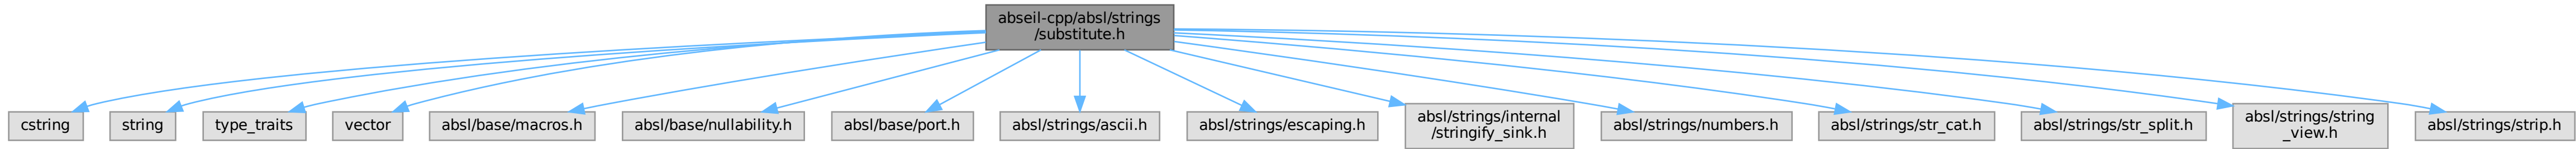 abseil-cpp/absl/strings
/substitute.h
cstring
string
type_traits
vector
absl/base/macros.h
absl/base/nullability.h
absl/base/port.h
absl/strings/ascii.h
absl/strings/escaping.h
absl/strings/internal
/stringify_sink.h
absl/strings/numbers.h
absl/strings/str_cat.h
absl/strings/str_split.h
absl/strings/string
_view.h
absl/strings/strip.h